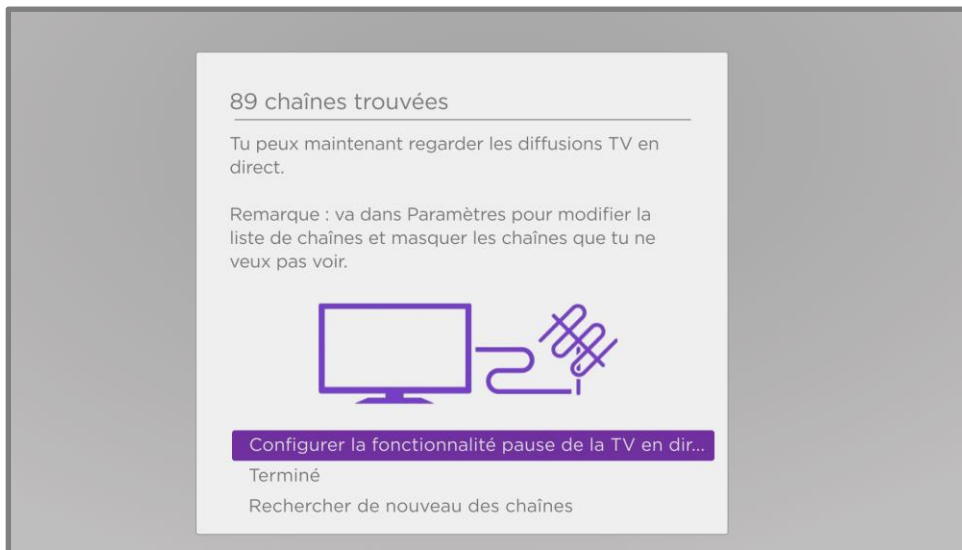 89 chaînes trouvées
Tu peux maintenant regarder les diffusions TV en
direct.
Remarque : va dans Paramètres pour modifier la
liste de chaînes et masquer les chaînes que tu ne
veux pas voir.
Configurer la fonctionnalité pause de la TV en dir...
Terminé
Rechercher de nouveau des chaînes